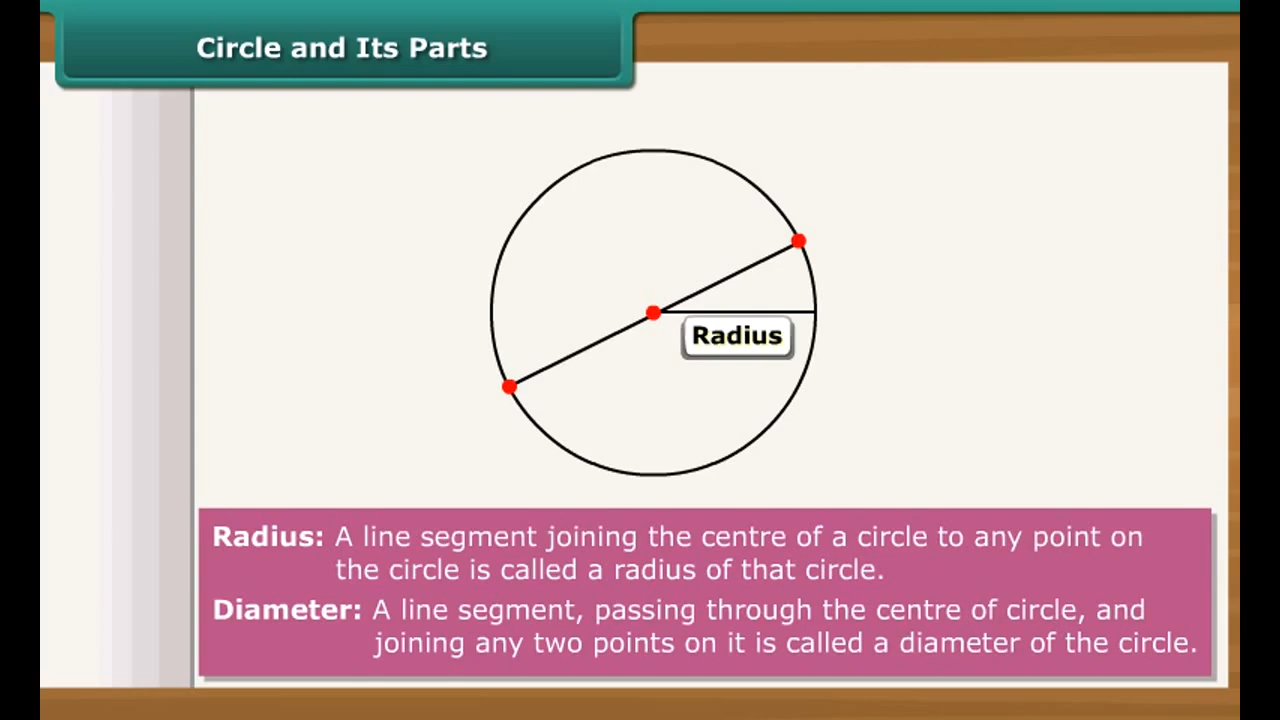 Circle and Its Parts
Radius
Radius: A line segment joining the centre of a circle to any point on
the circle is called a radius of that circle.
Diameter: A line segment, passing through the centre of circle, and
joining any two points on it is called a diameter of the circle.